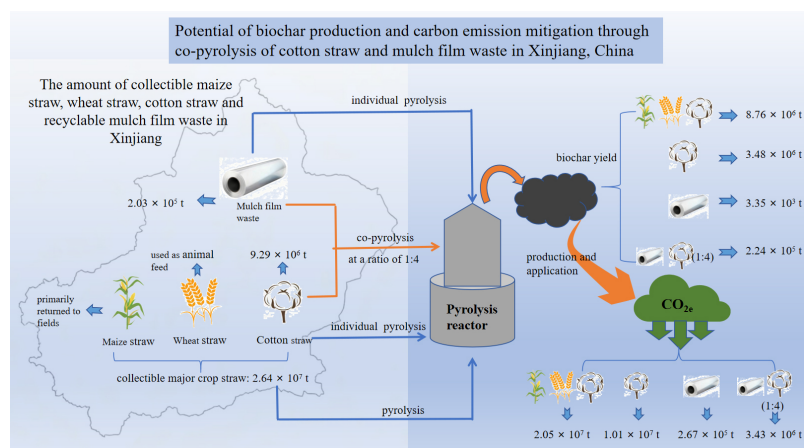 Potential of biochar production and carbon emission mitigation through
co-pyrolysis of cotton straw and mulch film waste in Xinjiang, China
The amount of collectible maize
straw, wheat straw, cotton straw and
recyclable mulch film waste in
Xinjiang
individual pyrolysis
2.03 × 10⁵ t
Mulch film
waste
used as animal
feed
9.29 × 10⁶ t
co-pyrolysis
at a ratio of 1:4
primarily
returned to
fields
Maize straw
Wheat straw
Cotton straw
individual pyrolysis
collectible major crop straw: 2.64 × 10⁷ t
pyrolysis
Pyrolysis
reactor
biochar yield
8.76 × 10⁶ t
3.48 × 10⁶ t
3.35 × 10³ t
(1:4)
2.24 × 10⁵ t
production and
application
CO₂ₑ
(1:4)
2.05 × 10⁷ t
1.01 × 10⁷ t
2.67 × 10⁵ t
3.43 × 10⁶ t